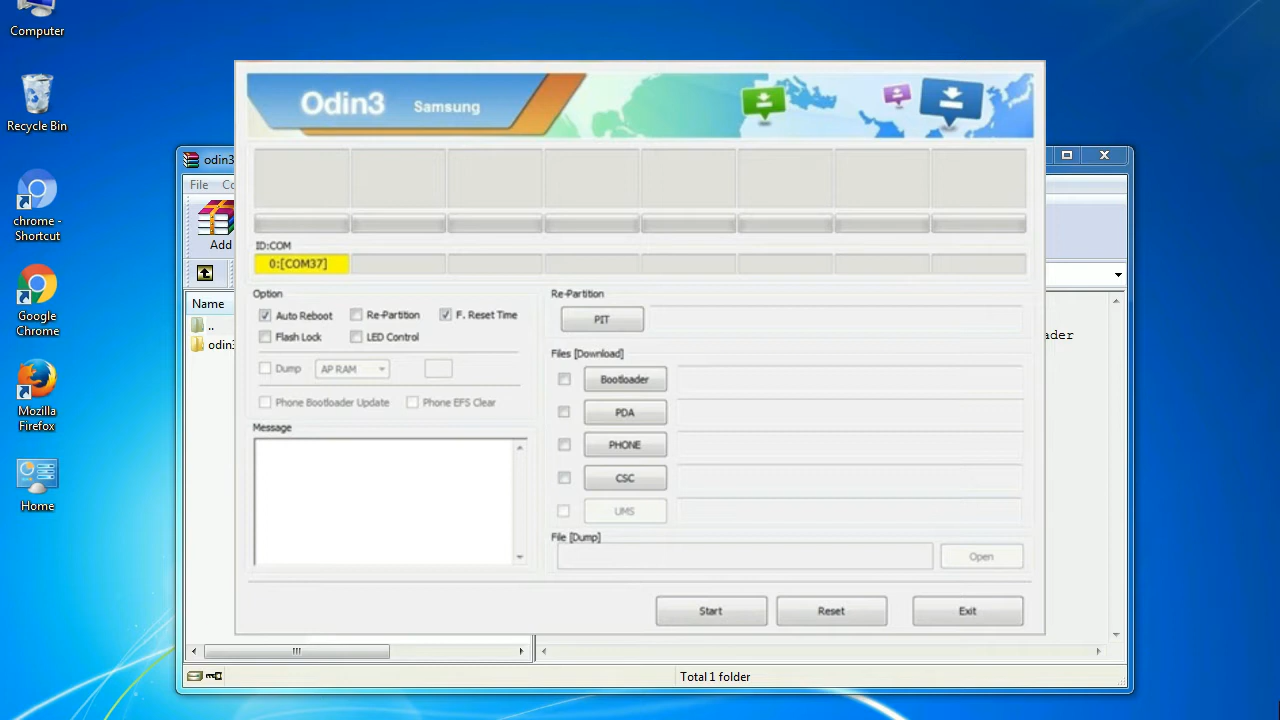 Computer
Recycle Bin
chrome -
Shortcut
Google
Chrome
Mozilla
Firefox
Home
odin3
File
Add
Name
..
odin3
ader
Total 1 folder
Odin3 Samsung
ID:COM
0:[COM37]
Option
Auto Reboot Re-Partition F. Reset Time
Flash Lock LED Control
Dump AP RAM
Phone Bootloader Update Phone EFS Clear
Message
Re-Partition
PIT
Files [Download]
Bootloader
PDA
PHONE
CSC
UMS
File [Dump]
Open
Start Reset Exit